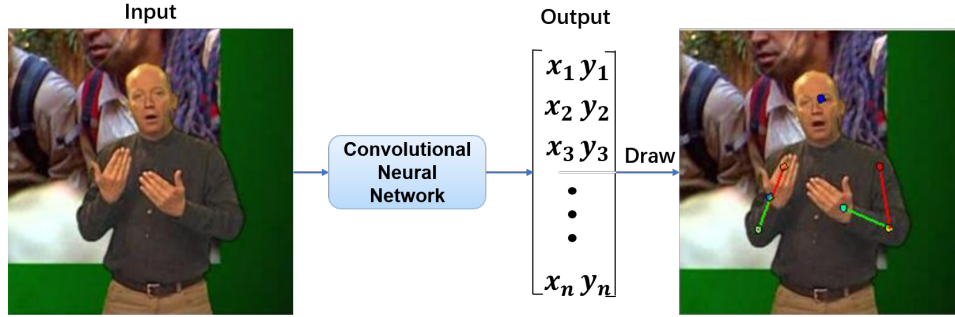 Input
Output
Convolutional
Neural
Network
x₁ y₁
x₂ y₂
x₃ y₃
Draw
xₙ yₙ